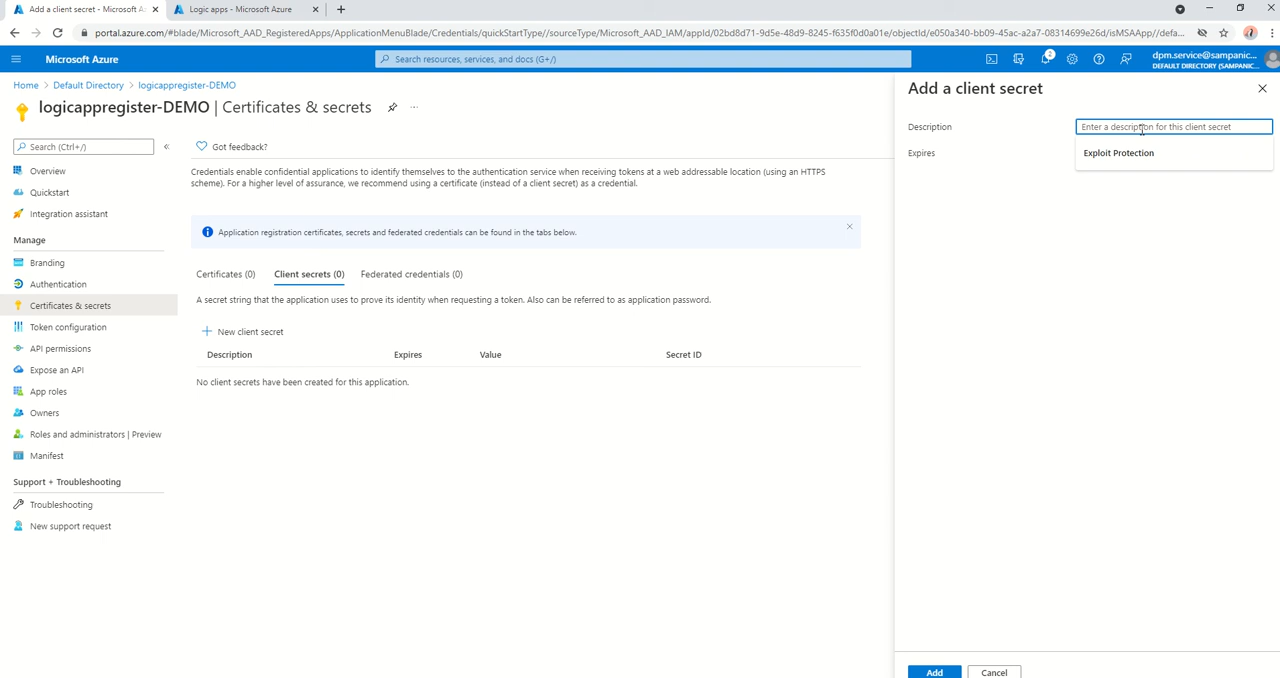 Add a client secret - Microsoft Az
Logic apps - Microsoft Azure
portal.azure.com/#blade/Microsoft_AAD_RegisteredApps/ApplicationMenuBlade/Credentials/quickStartType//sourceType/Microsoft_AAD_IAM/appId/02bd8d71-9d5e-48d9-8245-f635f0d0a01e/objectId/e050a340-bb09-45ac-a2a7-08314699e26d/isMSAApp//defa...
Microsoft Azure
Search resources, services, and docs (G+/)
1
dpm.service@sampanic...
DEFAULT DIRECTORY (SAMPANIC...
Home > Default Directory > logicappregister-DEMO
logicappregister-DEMO | Certificates & secrets
Search (Ctrl+/)
Overview
Quickstart
Integration assistant
Manage
Branding
Authentication
Certificates & secrets
Token configuration
API permissions
Expose an API
App roles
Owners
Roles and administrators | Preview
Manifest
Support + Troubleshooting
Troubleshooting
New support request
Got feedback?
Credentials enable confidential applications to identify themselves to the authentication service when receiving tokens at a web addressable location (using an HTTPS
scheme). For a higher level of assurance, we recommend using a certificate (instead of a client secret) as a credential.
Application registration certificates, secrets and federated credentials can be found in the tabs below.
Certificates (0) Client secrets (0) Federated credentials (0)
A secret string that the application uses to prove its identity when requesting a token. Also can be referred to as application password.
New client secret
Description Expires Value Secret ID
No client secrets have been created for this application.
Add a client secret
Description
Enter a description for this client secret
Expires
Exploit Protection
Add Cancel